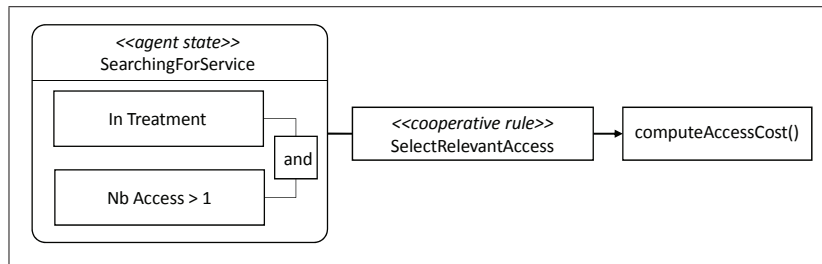 <<agent state>>
SearchingForService
In Treatment
and
Nb Access > 1
<<cooperative rule>>
SelectRelevantAccess
computeAccessCost()